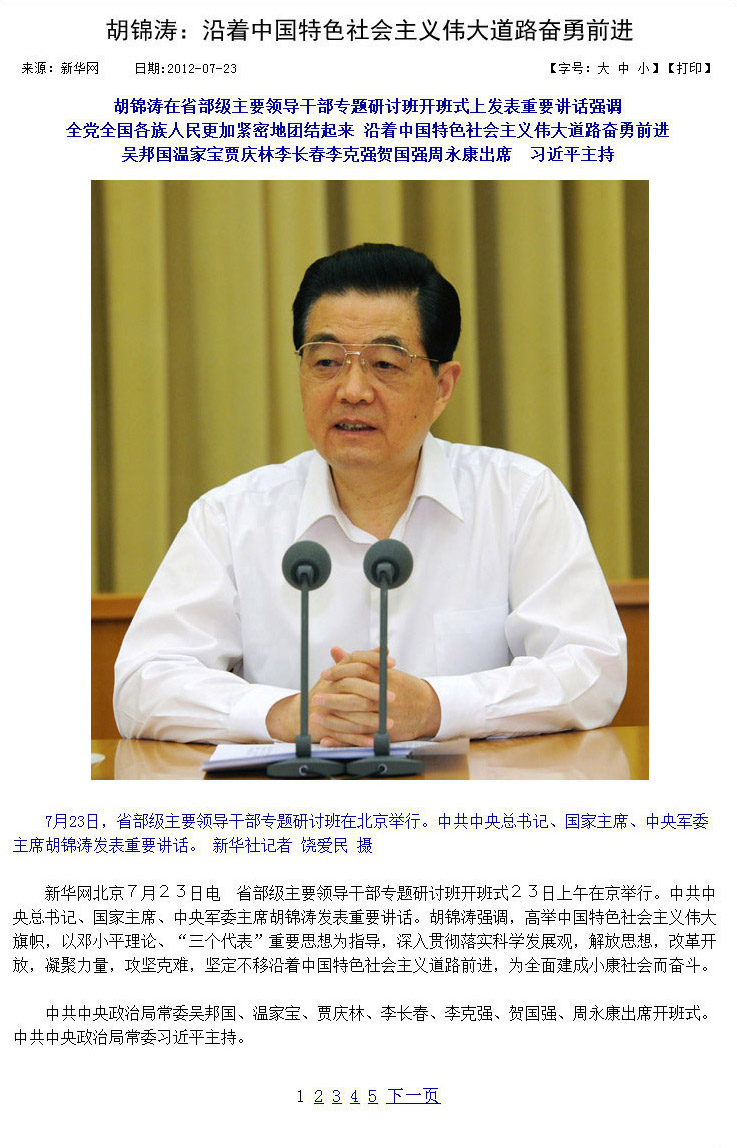 胡锦涛：沿着中国特色社会主义伟大道路奋勇前进
来源：新华网 日期:2012-07-23 【字号：大 中 小】【打印】
胡锦涛在省部级主要领导干部专题研讨班开班式上发表重要讲话强调
全党全国各族人民更加紧密地团结起来 沿着中国特色社会主义伟大道路奋勇前进
吴邦国温家宝贾庆林李长春李克强贺国强周永康出席　习近平主持
7月23日，省部级主要领导干部专题研讨班在北京举行。中共中央总书记、国家主席、中央军委
主席胡锦涛发表重要讲话。 新华社记者 饶爱民 摄
新华网北京７月２３日电　省部级主要领导干部专题研讨班开班式２３日上午在京举行。中共中
央总书记、国家主席、中央军委主席胡锦涛发表重要讲话。胡锦涛强调，高举中国特色社会主义伟大
旗帜，以邓小平理论、“三个代表”重要思想为指导，深入贯彻落实科学发展观，解放思想，改革开
放，凝聚力量，攻坚克难，坚定不移沿着中国特色社会主义道路前进，为全面建成小康社会而奋斗。
中共中央政治局常委吴邦国、温家宝、贾庆林、李长春、李克强、贺国强、周永康出席开班式。
中共中央政治局常委习近平主持。
1 2 3 4 5 下一页